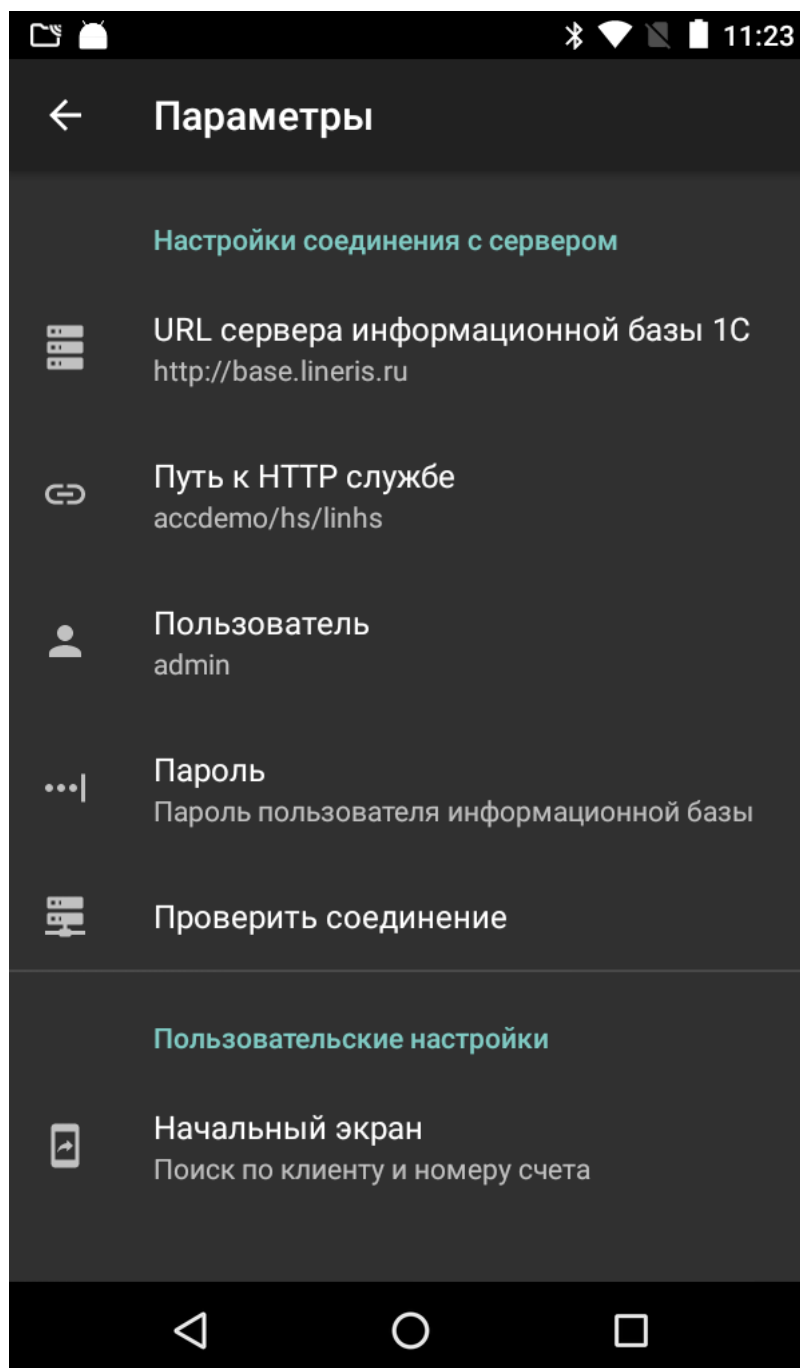 11:23
Параметры
Настройки соединения с сервером
URL сервера информационной базы 1С
http://base.lineris.ru
Путь к HTTP службе
accdemo/hs/linhs
Пользователь
admin
Пароль
Пароль пользователя информационной базы
Проверить соединение
Пользовательские настройки
Начальный экран
Поиск по клиенту и номеру счета